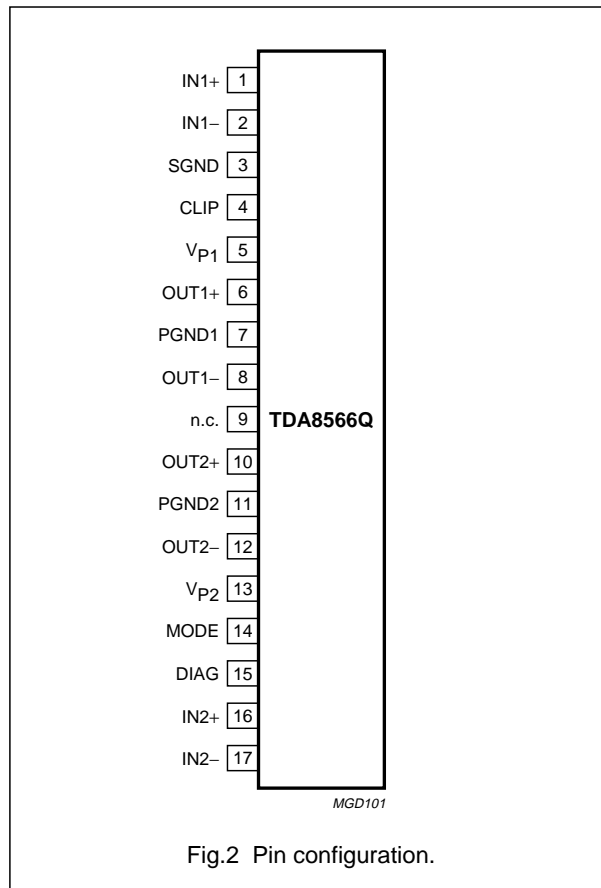 IN1+ 1
IN1− 2
SGND 3
CLIP 4
VP1 5
OUT1+ 6
PGND1 7
OUT1− 8
n.c. 9 TDA8566Q
OUT2+ 10
PGND2 11
OUT2− 12
VP2 13
MODE 14
DIAG 15
IN2+ 16
IN2− 17
MGD101
Fig.2 Pin configuration.